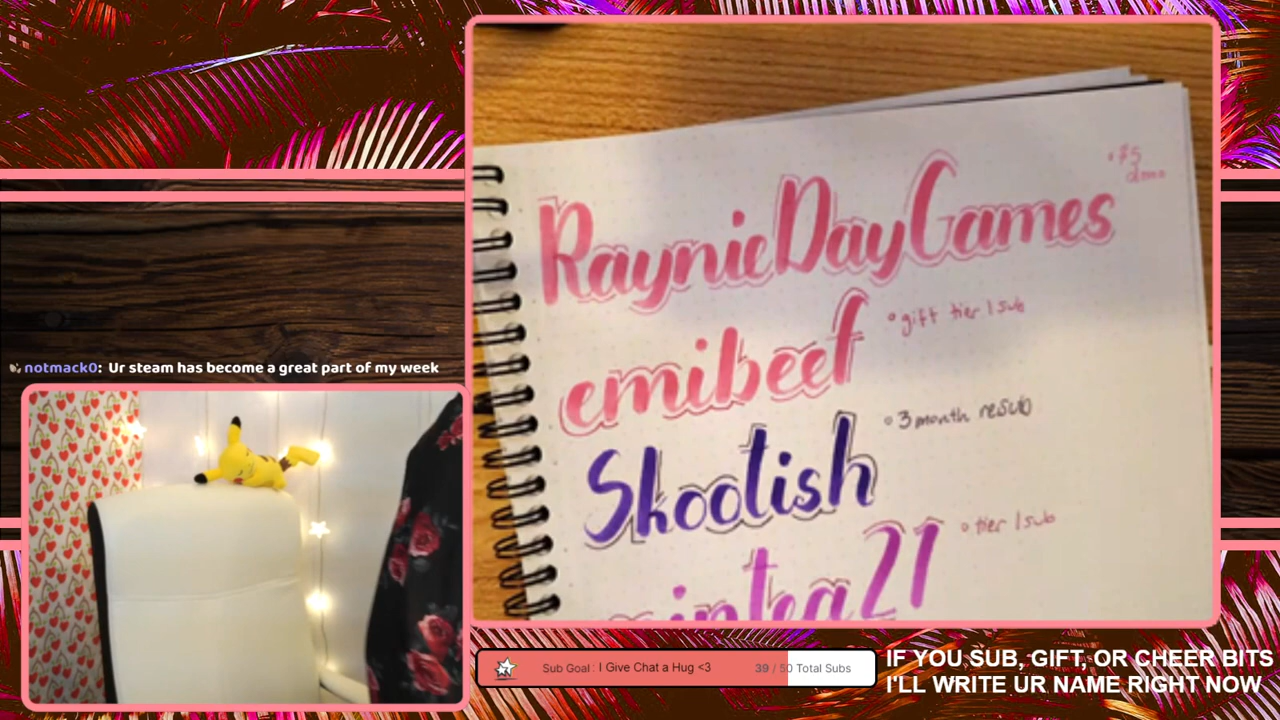 RaynieDayGames
°75
dono
emibeef
°gift tier 1 sub
Skootish
°3 month resub
tier 1 sub
notmack0: Ur steam has become a great part of my week
Sub Goal: I Give Chat a Hug <3 39 / 50 Total Subs
IF YOU SUB, GIFT, OR CHEER BITS
I'LL WRITE UR NAME RIGHT NOW